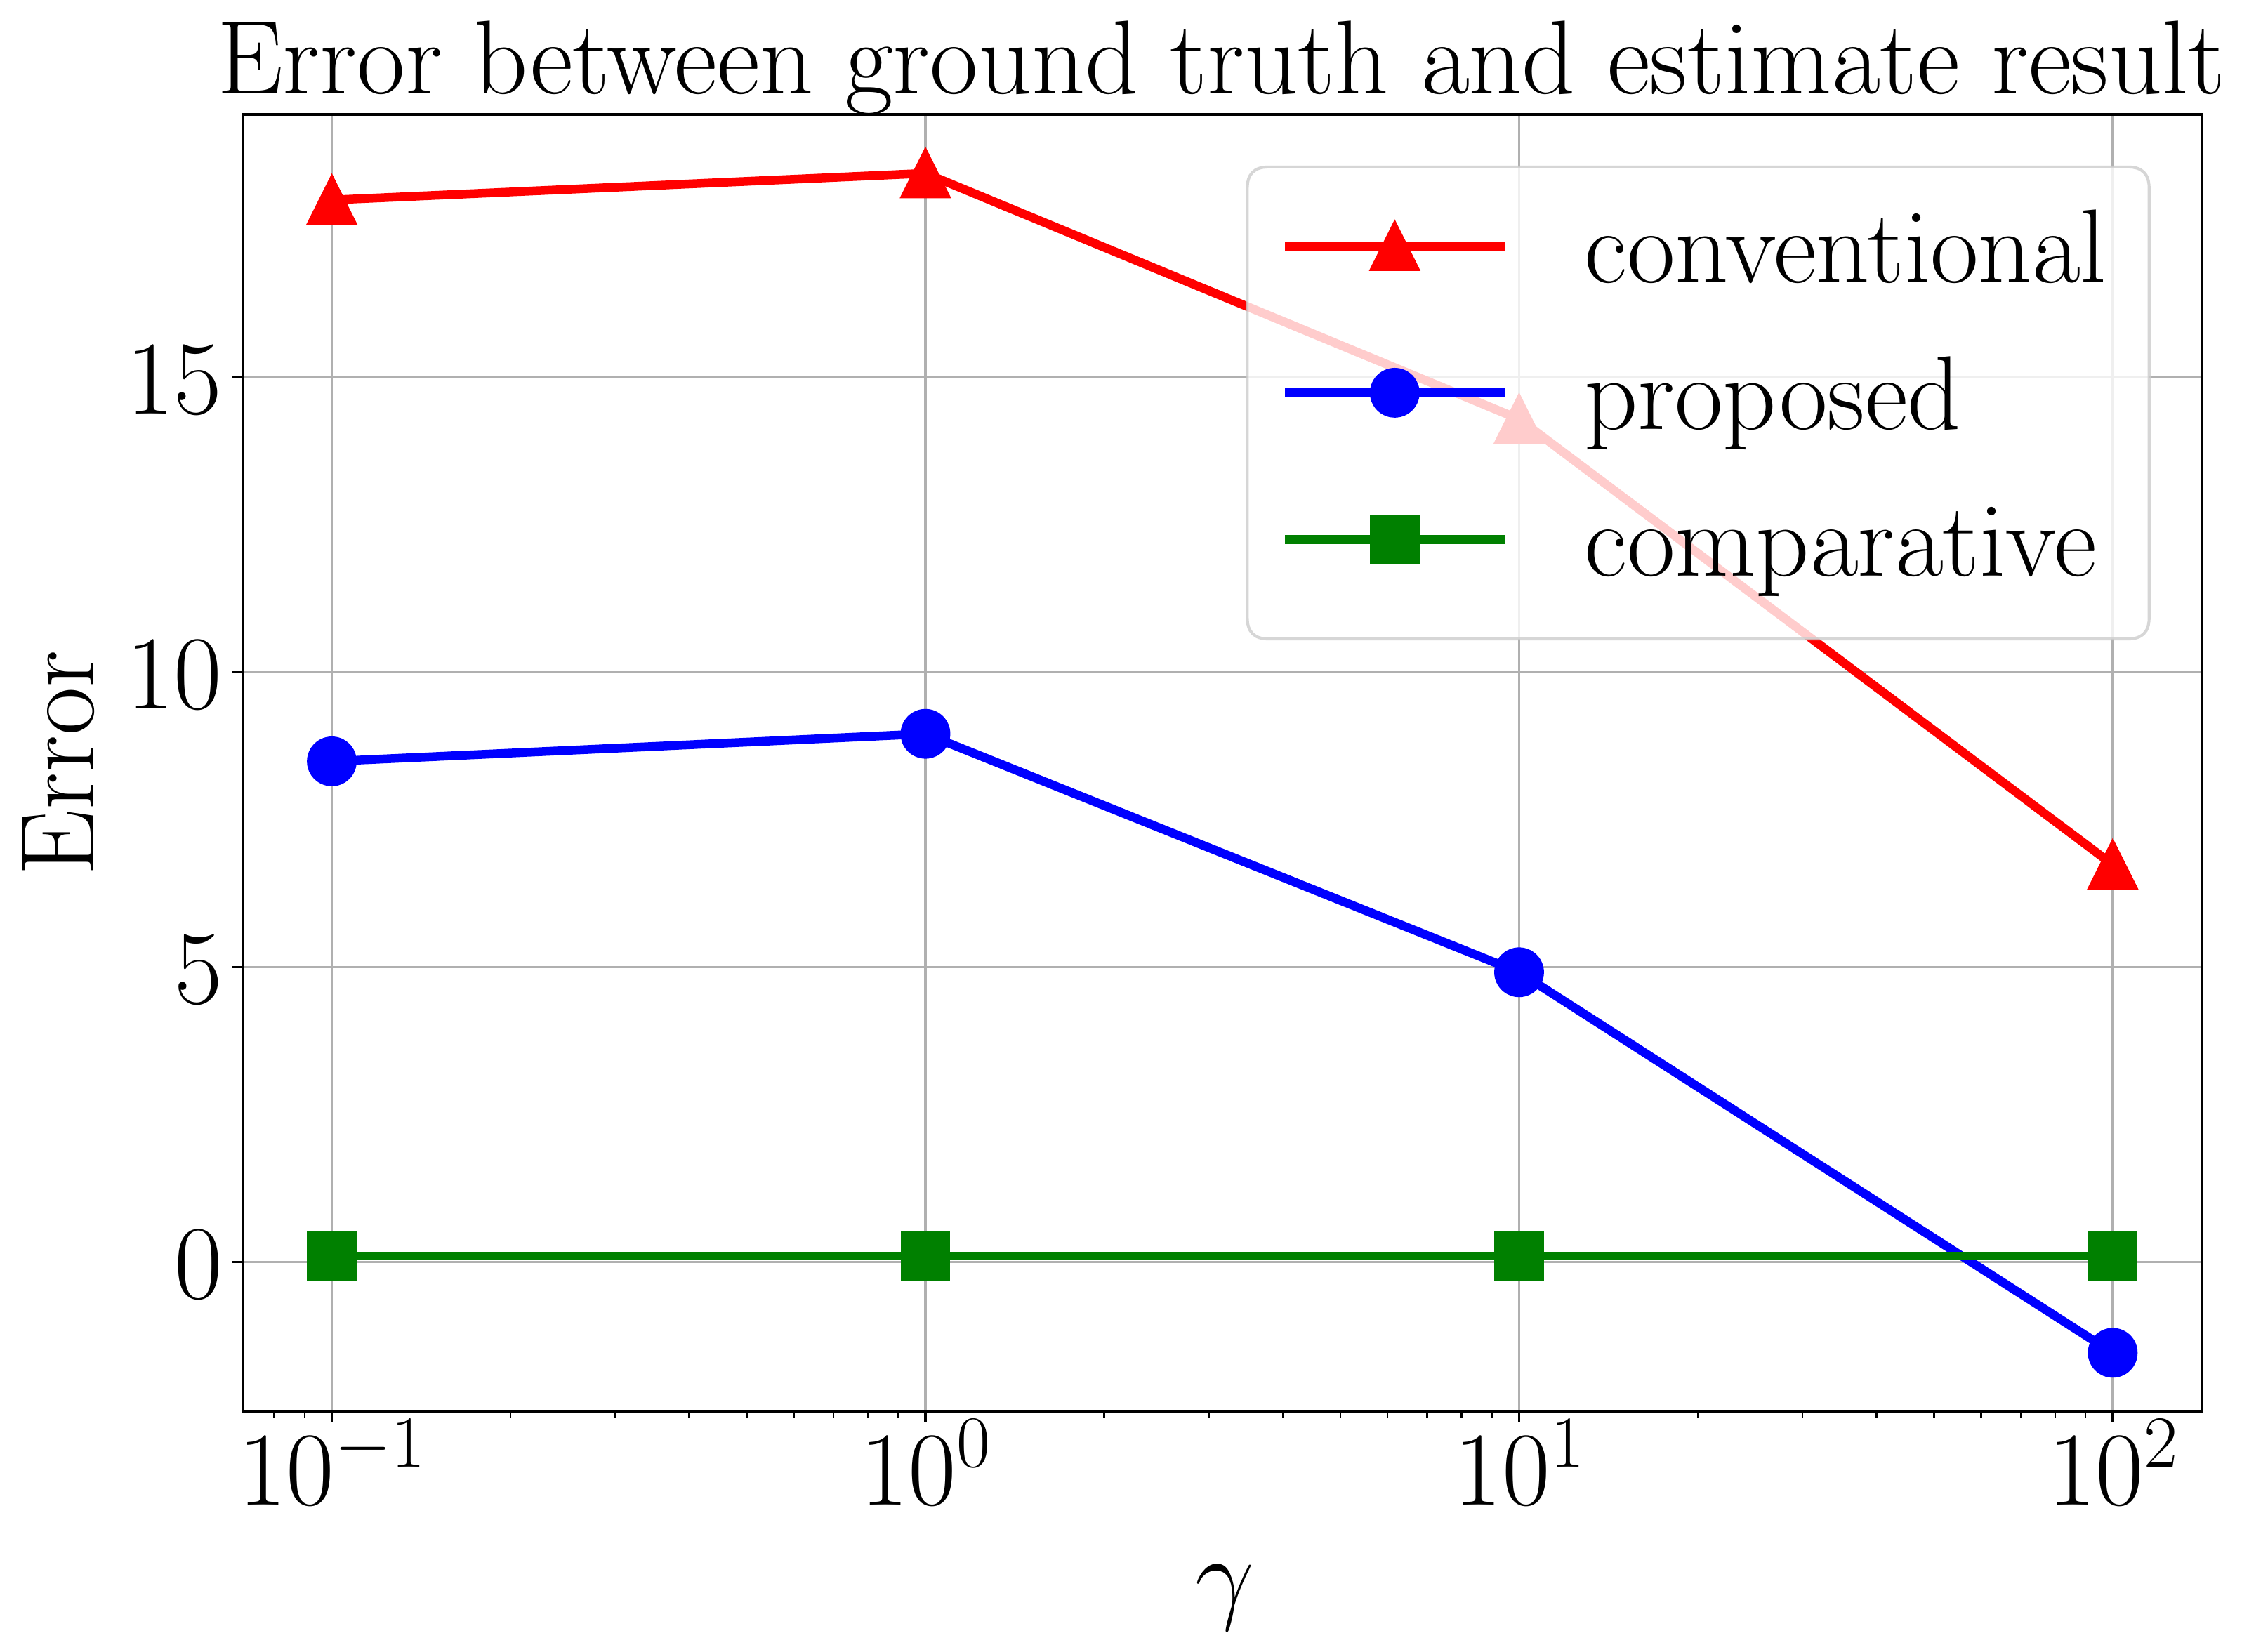 Error between ground truth and estimate result
conventional
proposed
comparative
Error
15
10
5
0
10⁻¹
10⁰
10¹
10²
γ